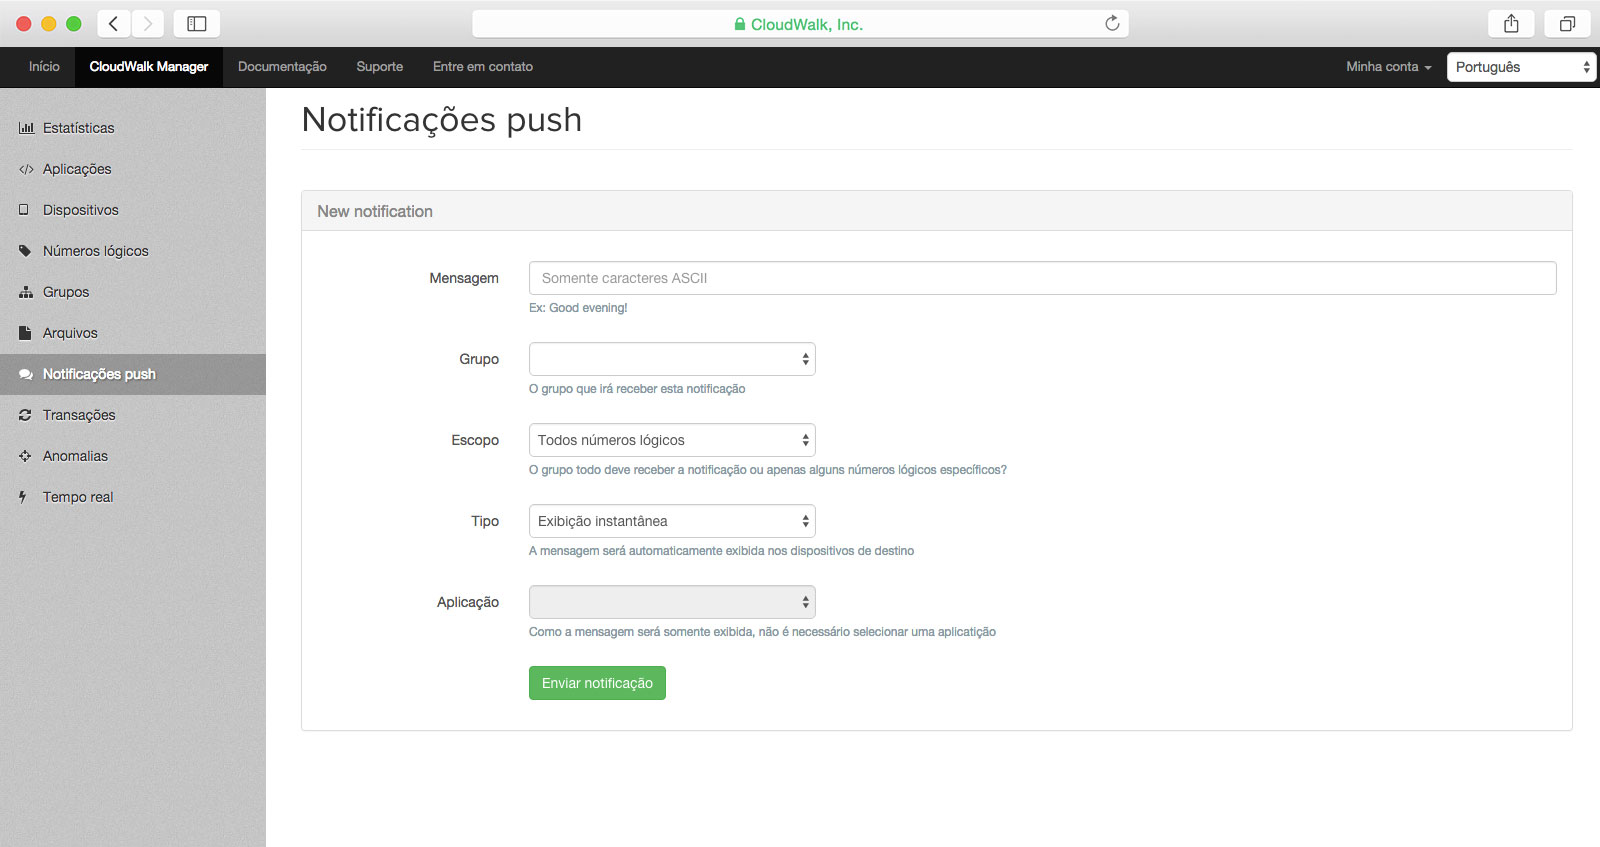 CloudWalk, Inc.
Início CloudWalk Manager Documentação Suporte Entre em contato Minha conta Português
Estatísticas
Aplicações
Dispositivos
Números lógicos
Grupos
Arquivos
Notificações push
Transações
Anomalias
Tempo real
Notificações push
New notification
Mensagem Somente caracteres ASCII
Ex: Good evening!
Grupo
O grupo que irá receber esta notificação
Escopo Todos números lógicos
O grupo todo deve receber a notificação ou apenas alguns números lógicos específicos?
Tipo Exibição instantânea
A mensagem será automaticamente exibida nos dispositivos de destino
Aplicação
Como a mensagem será somente exibida, não é necessário selecionar uma aplicatição
Enviar notificação